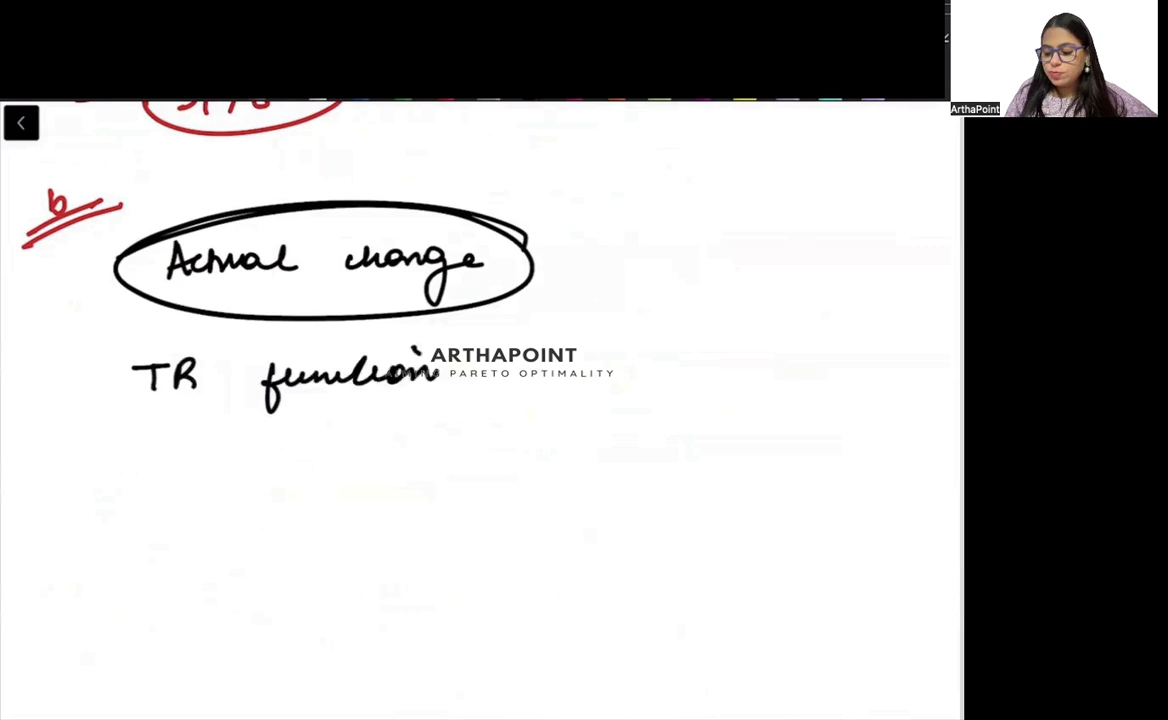 ArthaPoint
b
Actual change
TR function
ARTHAPOINT
PARETO OPTIMALITY